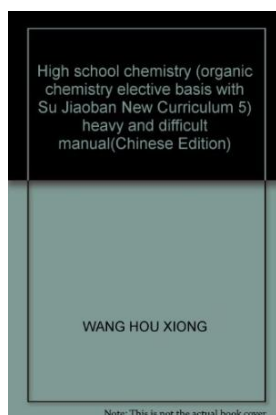 High school chemistry (organic
chemistry elective basis with
Su Jiaoban New Curriculum 5)
heavy and difficult
manual(Chinese Edition)
WANG HOU XIONG
Note: This is not the actual book cover